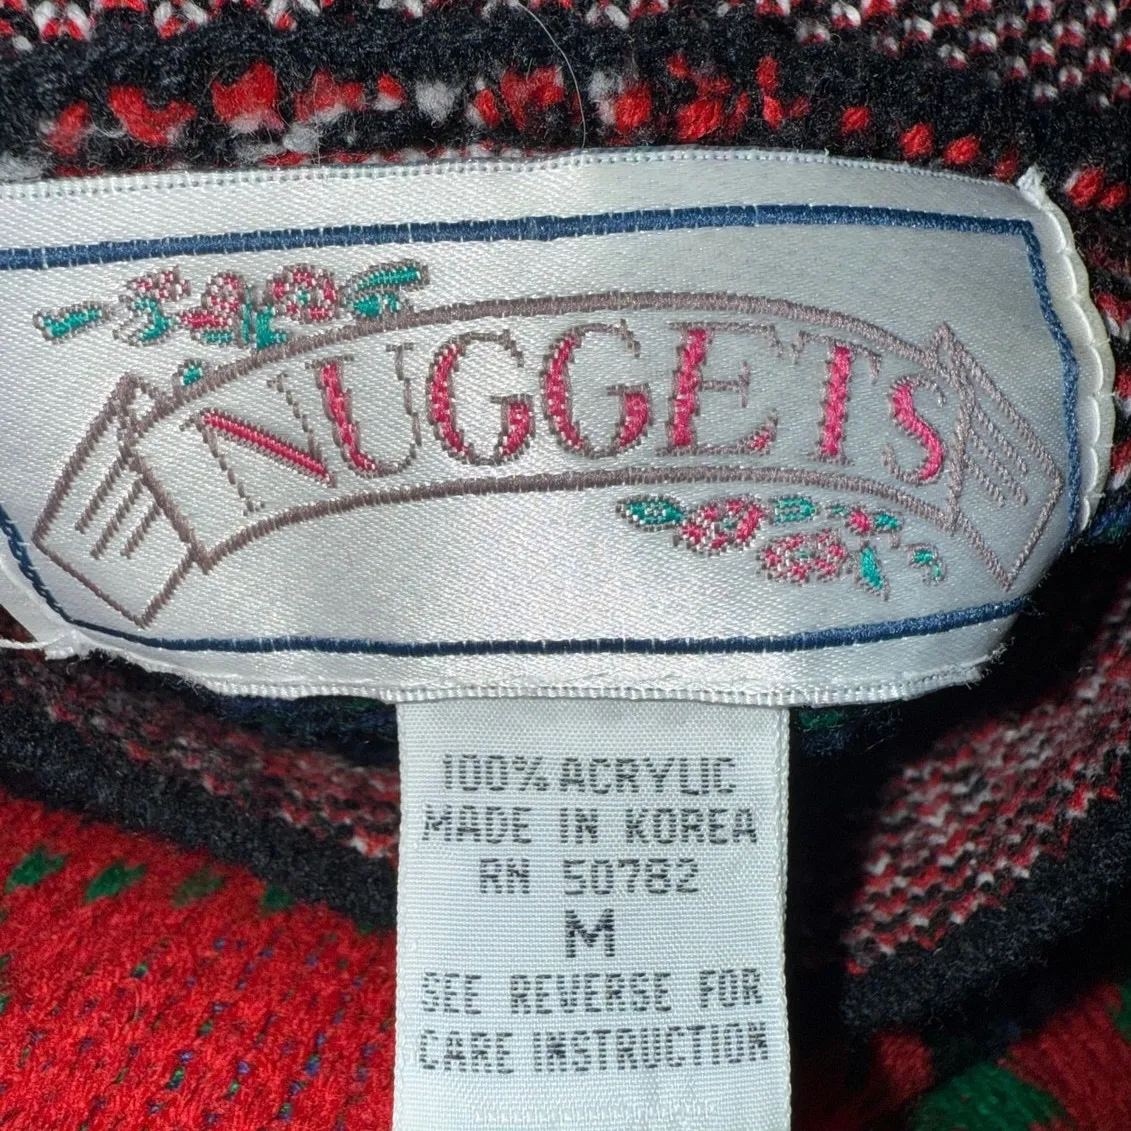 NUGGETS
100% ACRYLIC
MADE IN KOREA
RN 50782
M
SEE REVERSE FOR
CARE INSTRUCTION